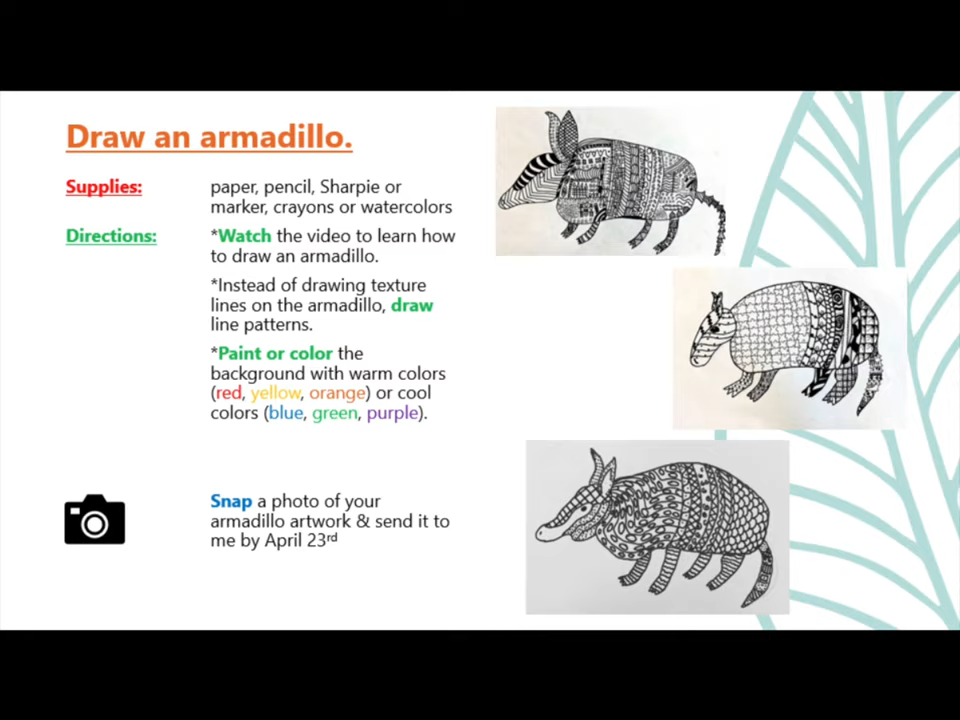 Draw an armadillo.
Supplies: paper, pencil, Sharpie or
marker, crayons or watercolors
Directions: *Watch the video to learn how
to draw an armadillo.
*Instead of drawing texture
lines on the armadillo, draw
line patterns.
*Paint or color the
background with warm colors
(red, yellow, orange) or cool
colors (blue, green, purple).
Snap a photo of your
armadillo artwork & send it to
me by April 23rd